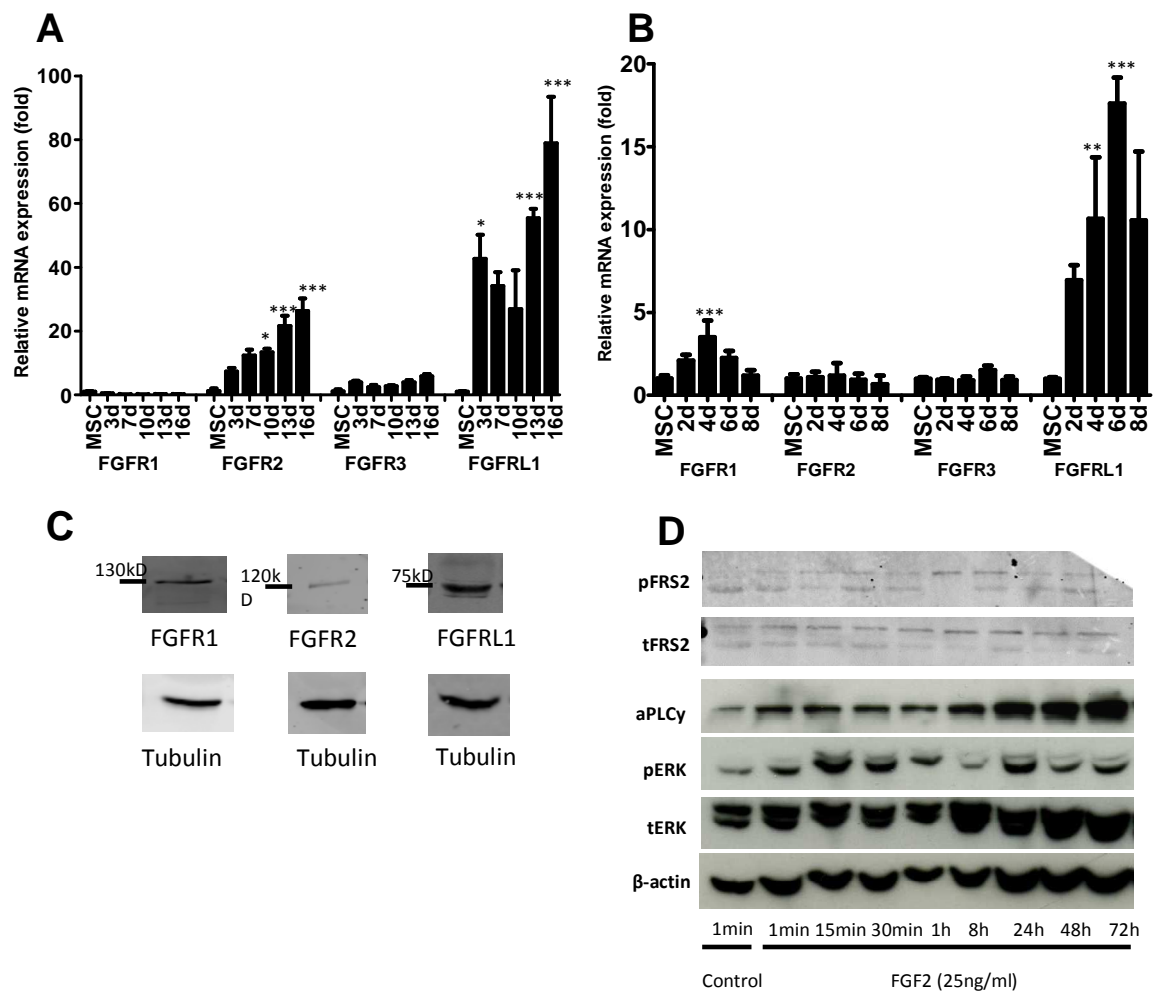 A
Relative mRNA expression (fold)
100
80
60
40
20
0
*
***
***
*
***
***
MSC 3d 7d 10d 13d 16d MSC 3d 7d 10d 13d 16d MSC 3d 7d 10d 13d 16d MSC 3d 7d 10d 13d 16d
FGFR1 FGFR2 FGFR3 FGFRL1
B
Relative mRNA expression (fold)
20
15
10
5
0
***
**
***
MSC 2d 4d 6d 8d MSC 2d 4d 6d 8d MSC 2d 4d 6d 8d MSC 2d 4d 6d 8d
FGFR1 FGFR2 FGFR3 FGFRL1
C
130kD 120k 75kD
D
FGFR1 FGFR2 FGFRL1
Tubulin Tubulin Tubulin
D
pFRS2
tFRS2
aPLCy
pERK
tERK
β-actin
1min 1min 15min 30min 1h 8h 24h 48h 72h
Control FGF2 (25ng/ml)